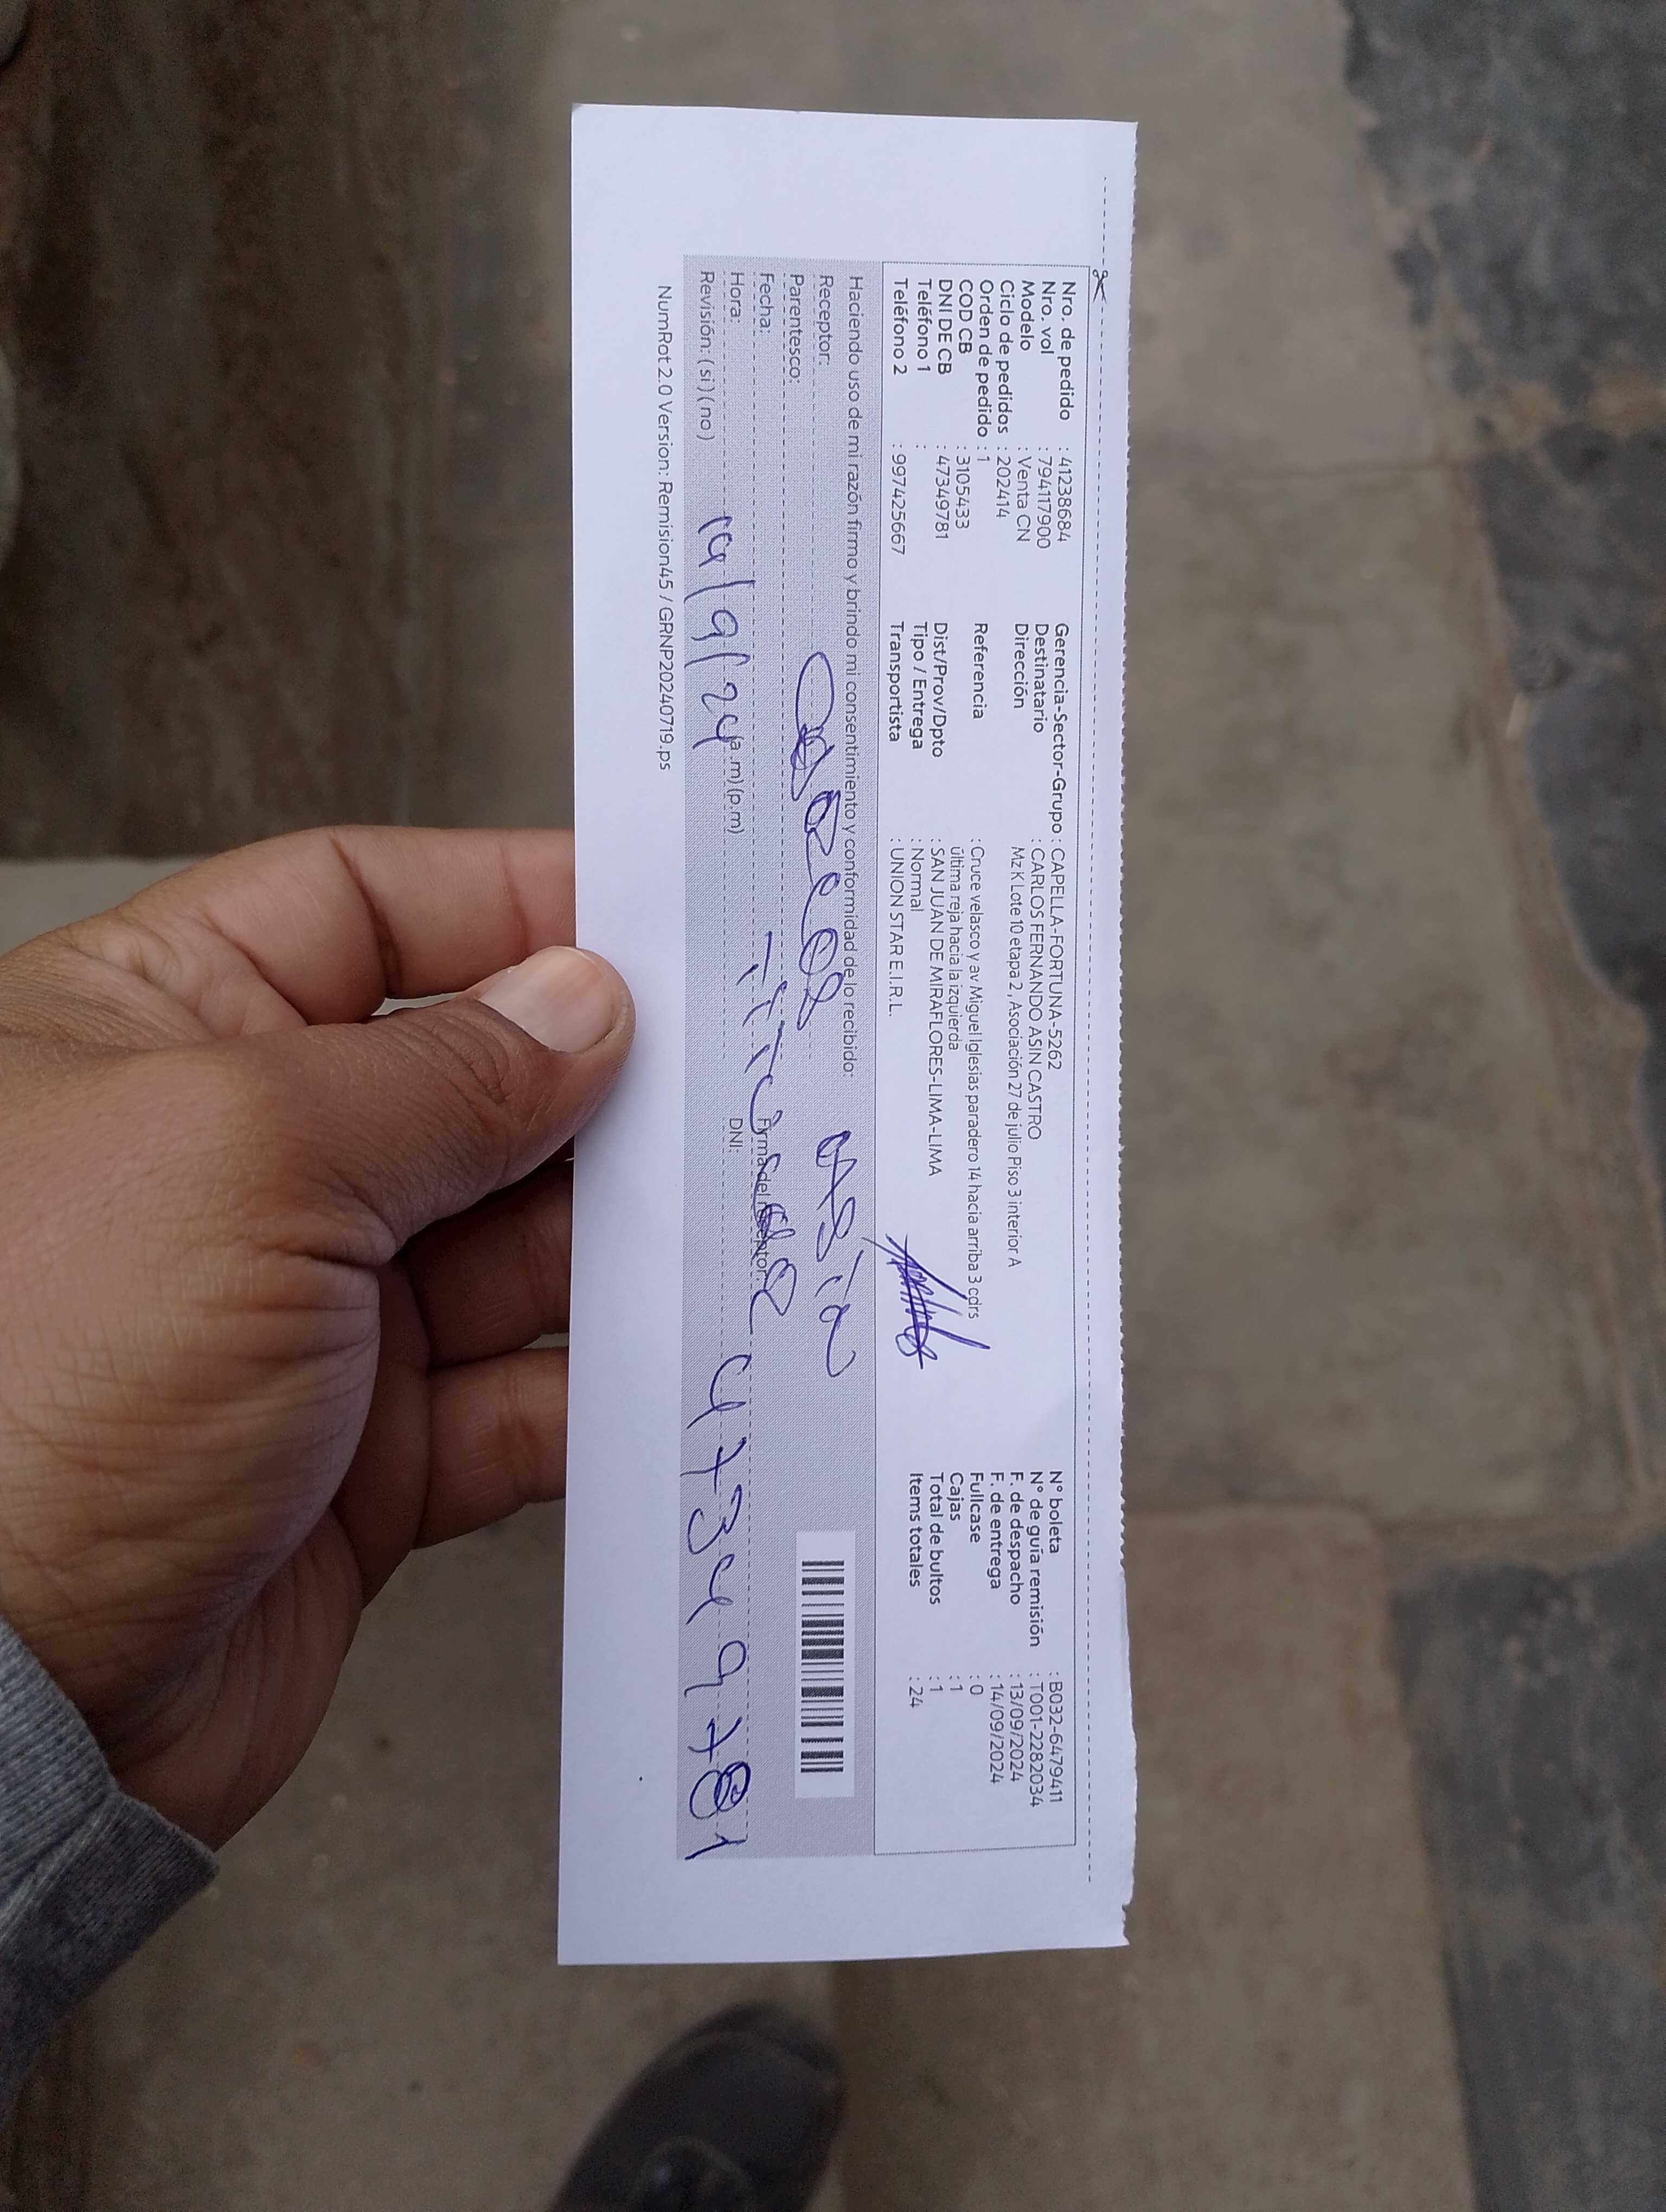 Nro. de pedido : 41238684
Nro. vol : 794117900
Modelo : Venta CN
Ciclo de pedidos : 202414
Orden de pedido : 1
COD CB : 3105433
DNI DE CB : 47349781
Teléfono 1 :
Teléfono 2 : 997425667
Gerencia-Sector-Grupo : CAPELLA-FORTUNA-5262
Destinatario : CARLOS FERNANDO ASIN CASTRO
Dirección Mz K Lote 10 etapa 2 , Asociación 27 de julio Piso 3 interior A
Referencia : Cruce velasco y av Miguel Iglesias paradero 14 hacia arriba 3 cdrs
última reja hacia la izquierda
Dist/Prov/Dpto : SAN JUAN DE MIRAFLORES-LIMA-LIMA
Tipo / Entrega : Normal
Transportista : UNION STAR E.I.R.L.
N° boleta : B032-6479411
N° de guía remisión : T001-2282034
F. de despacho : 13/09/2024
F. de entrega : 14/09/2024
Fullcase : 0
Cajas : 1
Total de bultos : 1
Items totales : 24
Haciendo uso de mi razón firmo y brindo mi consentimiento y conformidad de lo recibido:
Receptor: Carlos Asin
Parentesco: Titular
Fecha:
Hora: (a.m) (p.m)
Revisión: ( si ) ( no )
14/9/24
Firma del receptor:
DNI: 47349781
NumRot 2.0 Version: Remision45 / GRNP20240719.ps